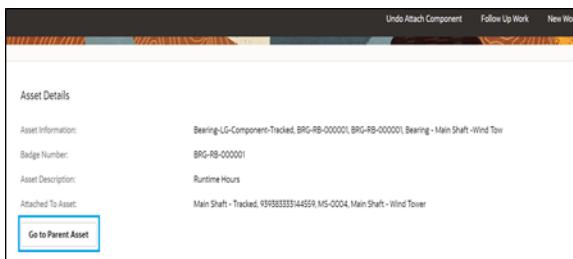 Undo Attach Component Follow Up Work New Wo
Asset Details
Asset Information: Bearing-LG-Component-Tracked, BRG-RB-000001, BRG-RB-000001, Bearing - Main Shaft -Wind Tow
Badge Number: BRG-RB-000001
Asset Description: Runtime Hours
Attached To Asset: Main Shaft - Tracked, 939383333144559, MS-0004, Main Shaft - Wind Tower
Go to Parent Asset